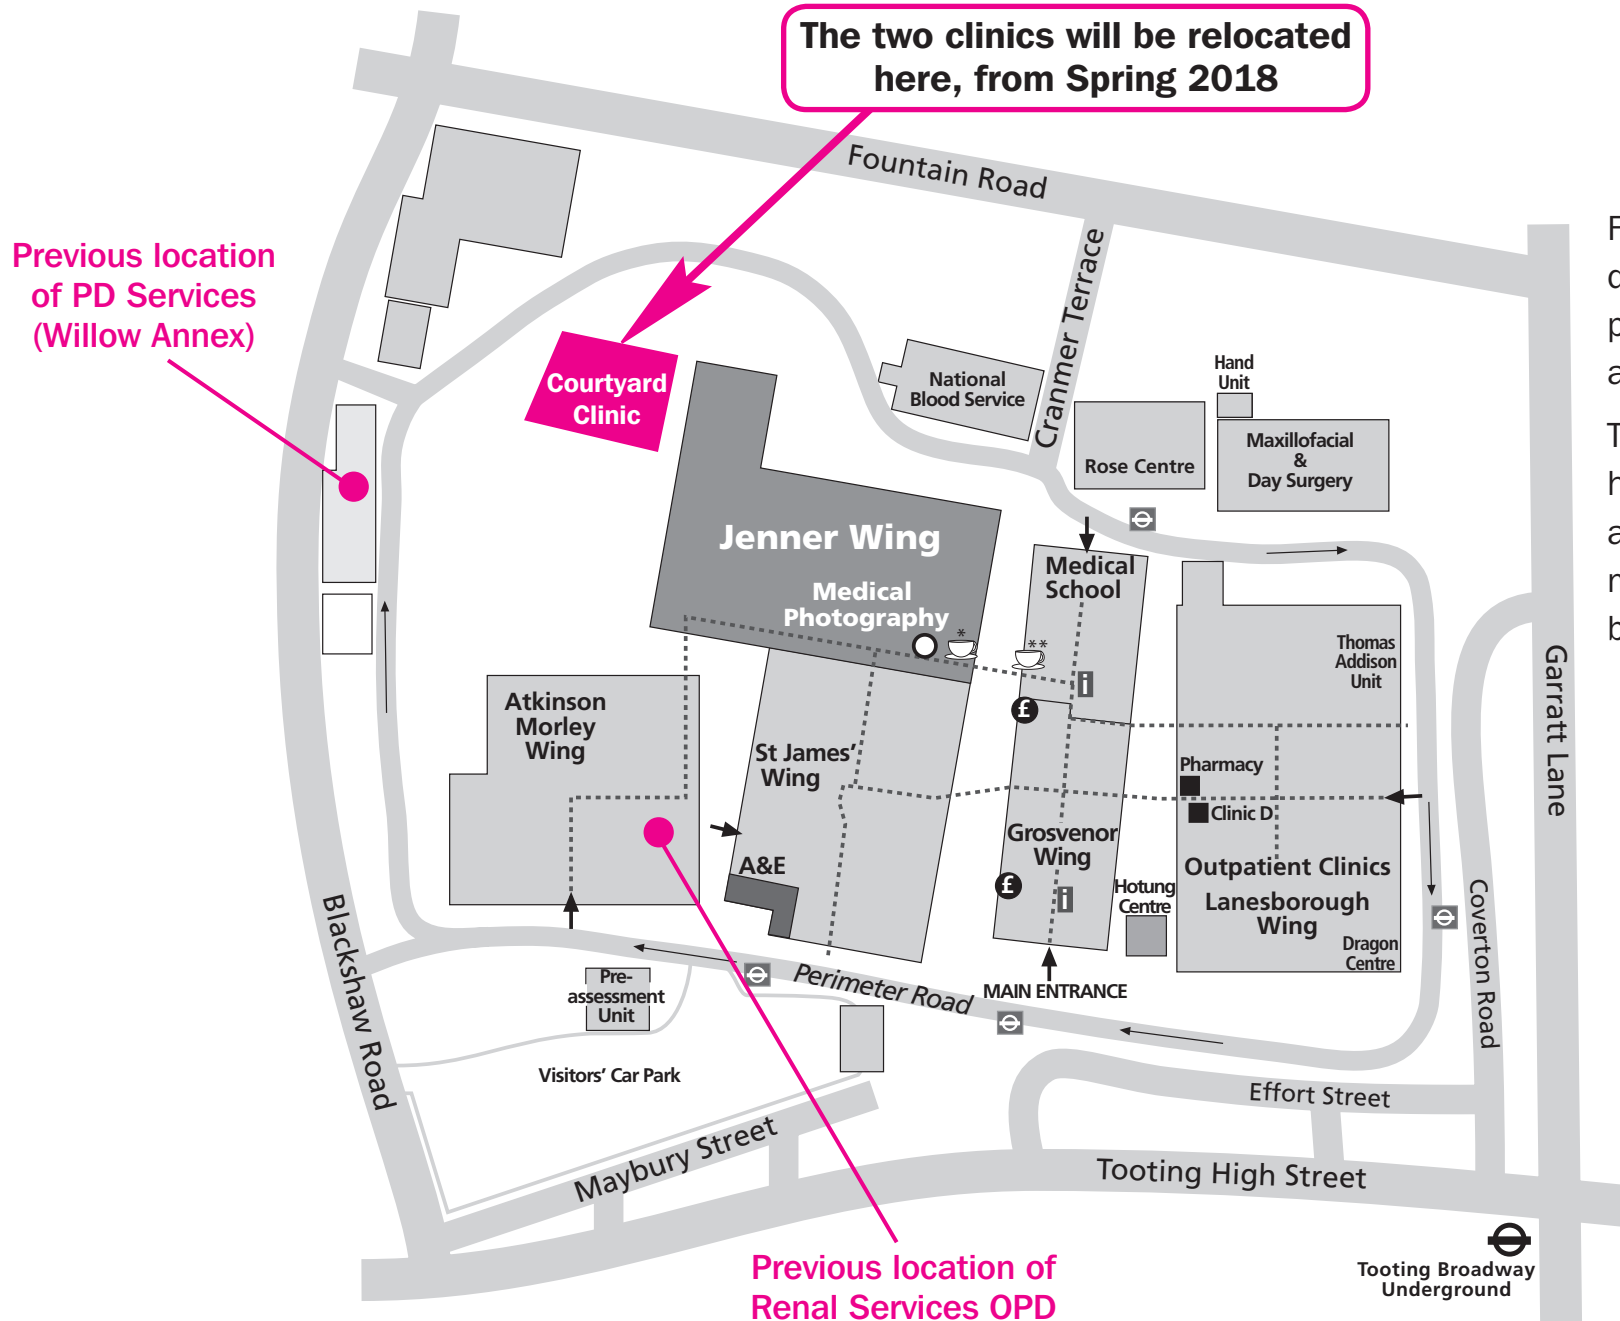 The two clinics will be relocated
here, from Spring 2018
Fountain Road
Previous location
of PD Services
(Willow Annex)
Cranmer Terrace
Courtyard
Clinic
National
Blood Service
Hand
Unit
Rose Centre
Maxillofacial
&
Day Surgery
Jenner Wing
Medical
Photography
*
**
Medical
School
i
£
Thomas
Addison
Unit
Garratt Lane
Atkinson
Morley
Wing
St James'
Wing
Pharmacy
Clinic D
Grosvenor
Wing
A&E
£
i
Hotung
Centre
Outpatient Clinics
Lanesborough
Wing
Dragon
Centre
Coverton Road
Blackshaw Road
Pre-
assessment
Unit
Perimeter Road
MAIN ENTRANCE
Visitors' Car Park
Effort Street
Maybury Street
Tooting High Street
Previous location of
Renal Services OPD
Tooting Broadway
Underground